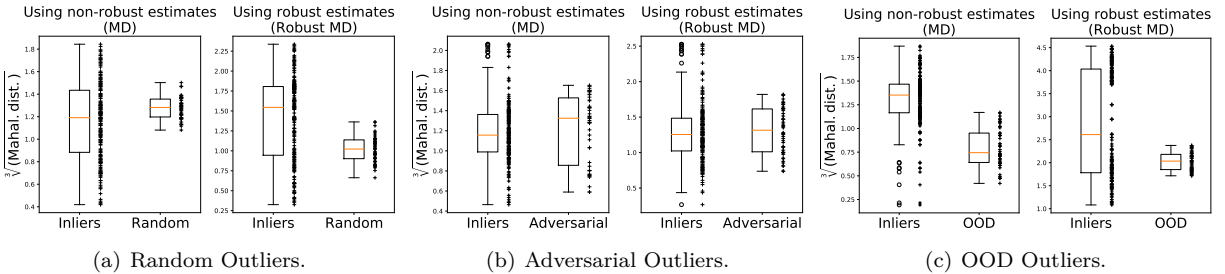 Using non-robust estimates
(MD)
∛(Mahal. dist. )
1.8
1.6
1.4
1.2
1.0
0.8
0.6
0.4
Inliers Random
Using robust estimates
(Robust MD)
2.25
2.00
1.75
1.50
1.25
1.00
0.75
0.50
0.25
Inliers Random
(a) Random Outliers.
Using non-robust estimates
(MD)
∛(Mahal. dist. )
2.0
1.8
1.6
1.4
1.2
1.0
0.8
0.6
0.4
Inliers Adversarial
Using robust estimates
(Robust MD)
2.5
2.0
1.5
1.0
0.5
Inliers Adversarial
(b) Adversarial Outliers.
Using non-robust estimates
(MD)
∛(Mahal. dist. )
1.75
1.50
1.25
1.00
0.75
0.50
0.25
Inliers OOD
Using robust estimates
(Robust MD)
4.5
4.0
3.5
3.0
2.5
2.0
1.5
1.0
Inliers OOD
(c) OOD Outliers.